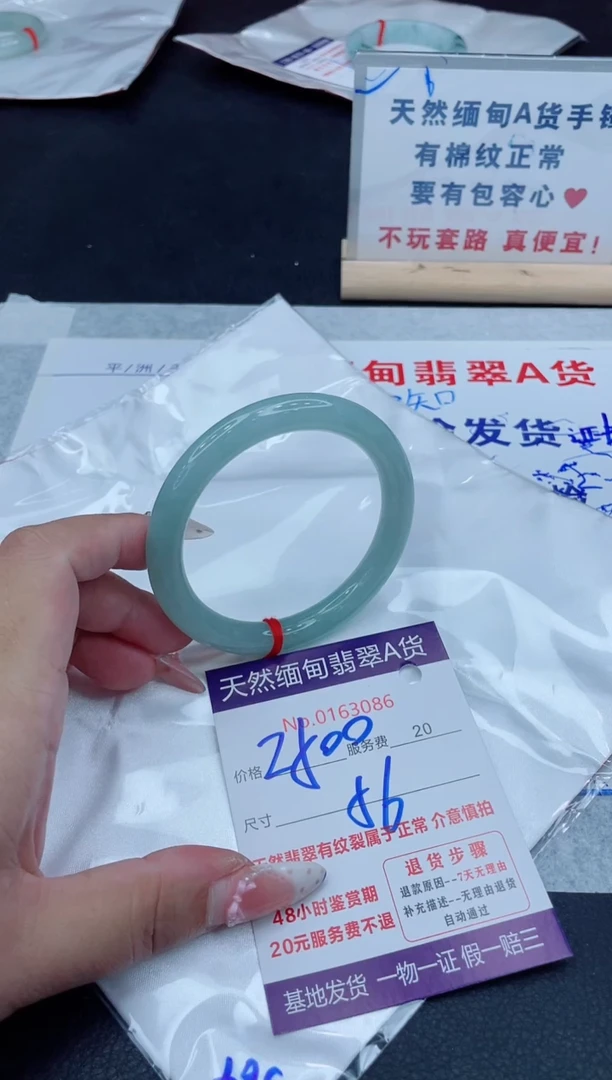 天然缅甸A货手镯
有棉纹正常
要有包容心
不玩套路 真便宜!
平/洲/
甸翡翠A货
发货
天然缅甸翡翠A货
No.0163086
价格 2800 服务费 20
尺寸 56
天然翡翠有纹裂属于正常 介意慎拍
48小时鉴赏期
20元服务费不退
退货步骤
退款原因--7天无理由
补充描述--无理由退货
自动通过
基地发货 一物一证 假一赔三